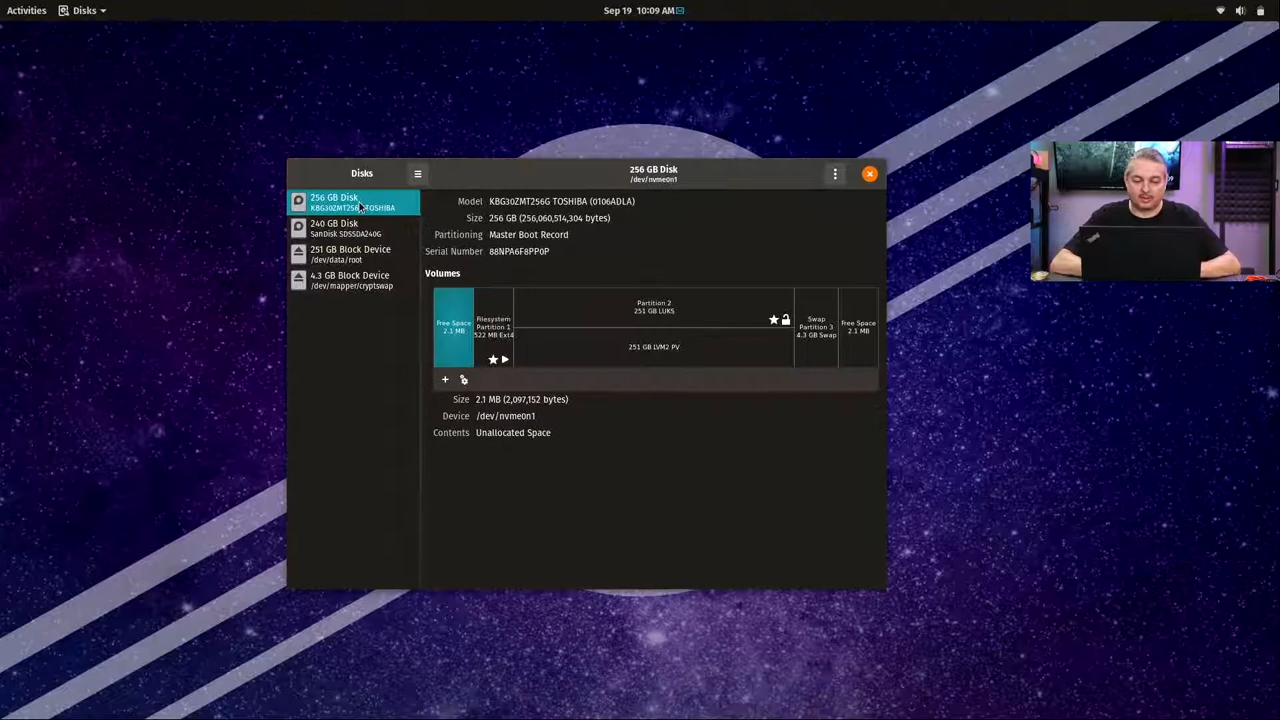 Activities
Disks
Sep 19 10:09 AM
Disks
256 GB Disk
/dev/nvme0n1
256 GB Disk
TOSHIBA
240 GB Disk
SanDisk SDSSDA240G
251 GB Block Device
/dev/data/root
4.3 GB Block Device
/dev/mapper/cryptswap
Model KBG30ZMT256G TOSHIBA (0106ADLA)
Size 256 GB (256,060,514,304 bytes)
Partitioning Master Boot Record
Serial Number 88NPA6F8PP0P
Volumes
Free Space
2.1 MB
Filesystem
Partition 1
522 MB Ext4
Partition 2
251 GB LUKS
251 GB LVM2 PV
Swap
Partition 3
4.3 GB Swap
Free Space
2.1 MB
Size 2.1 MB (2,097,152 bytes)
Device /dev/nvme0n1
Contents Unallocated Space